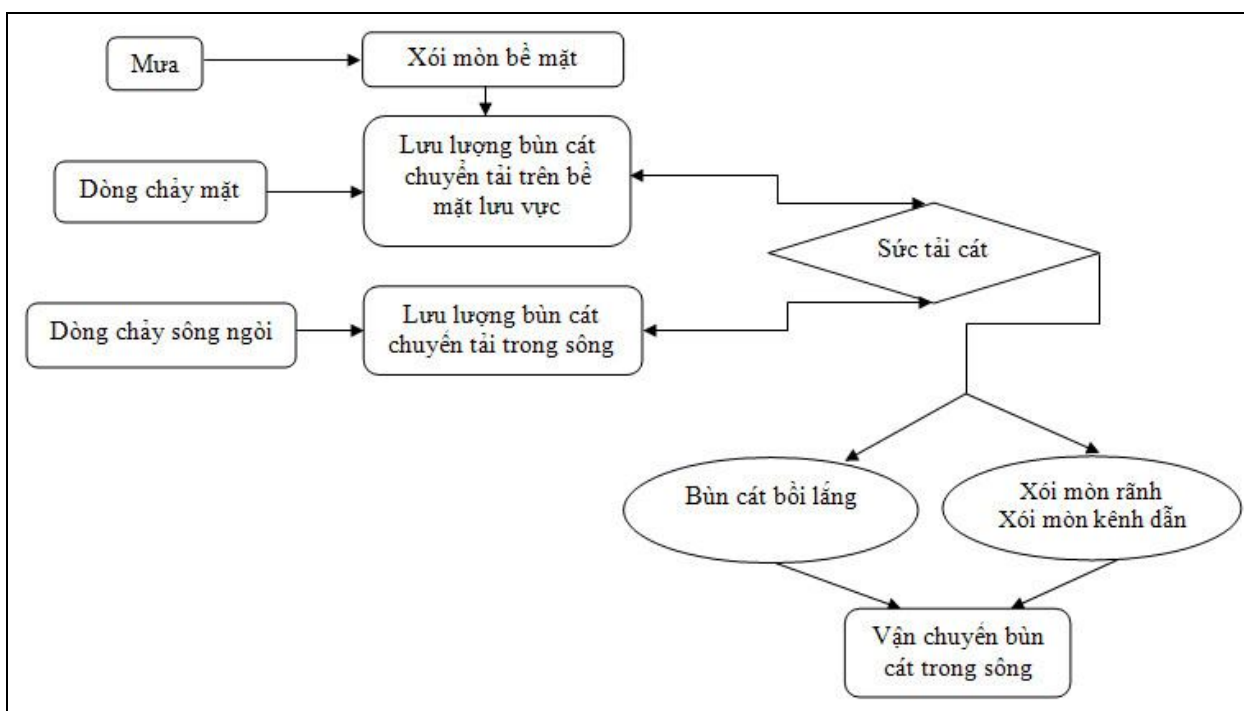 Mưa
Xói mòn bề mặt
Dòng chảy mặt
Lưu lượng bùn cát
chuyển tải trên bề
mặt lưu vực
Sức tải cát
Dòng chảy sông ngòi
Lưu lượng bùn cát
chuyển tải trong sông
Bùn cát bồi lắng
Xói mòn rãnh
Xói mòn kênh dẫn
Vận chuyển bùn
cát trong sông